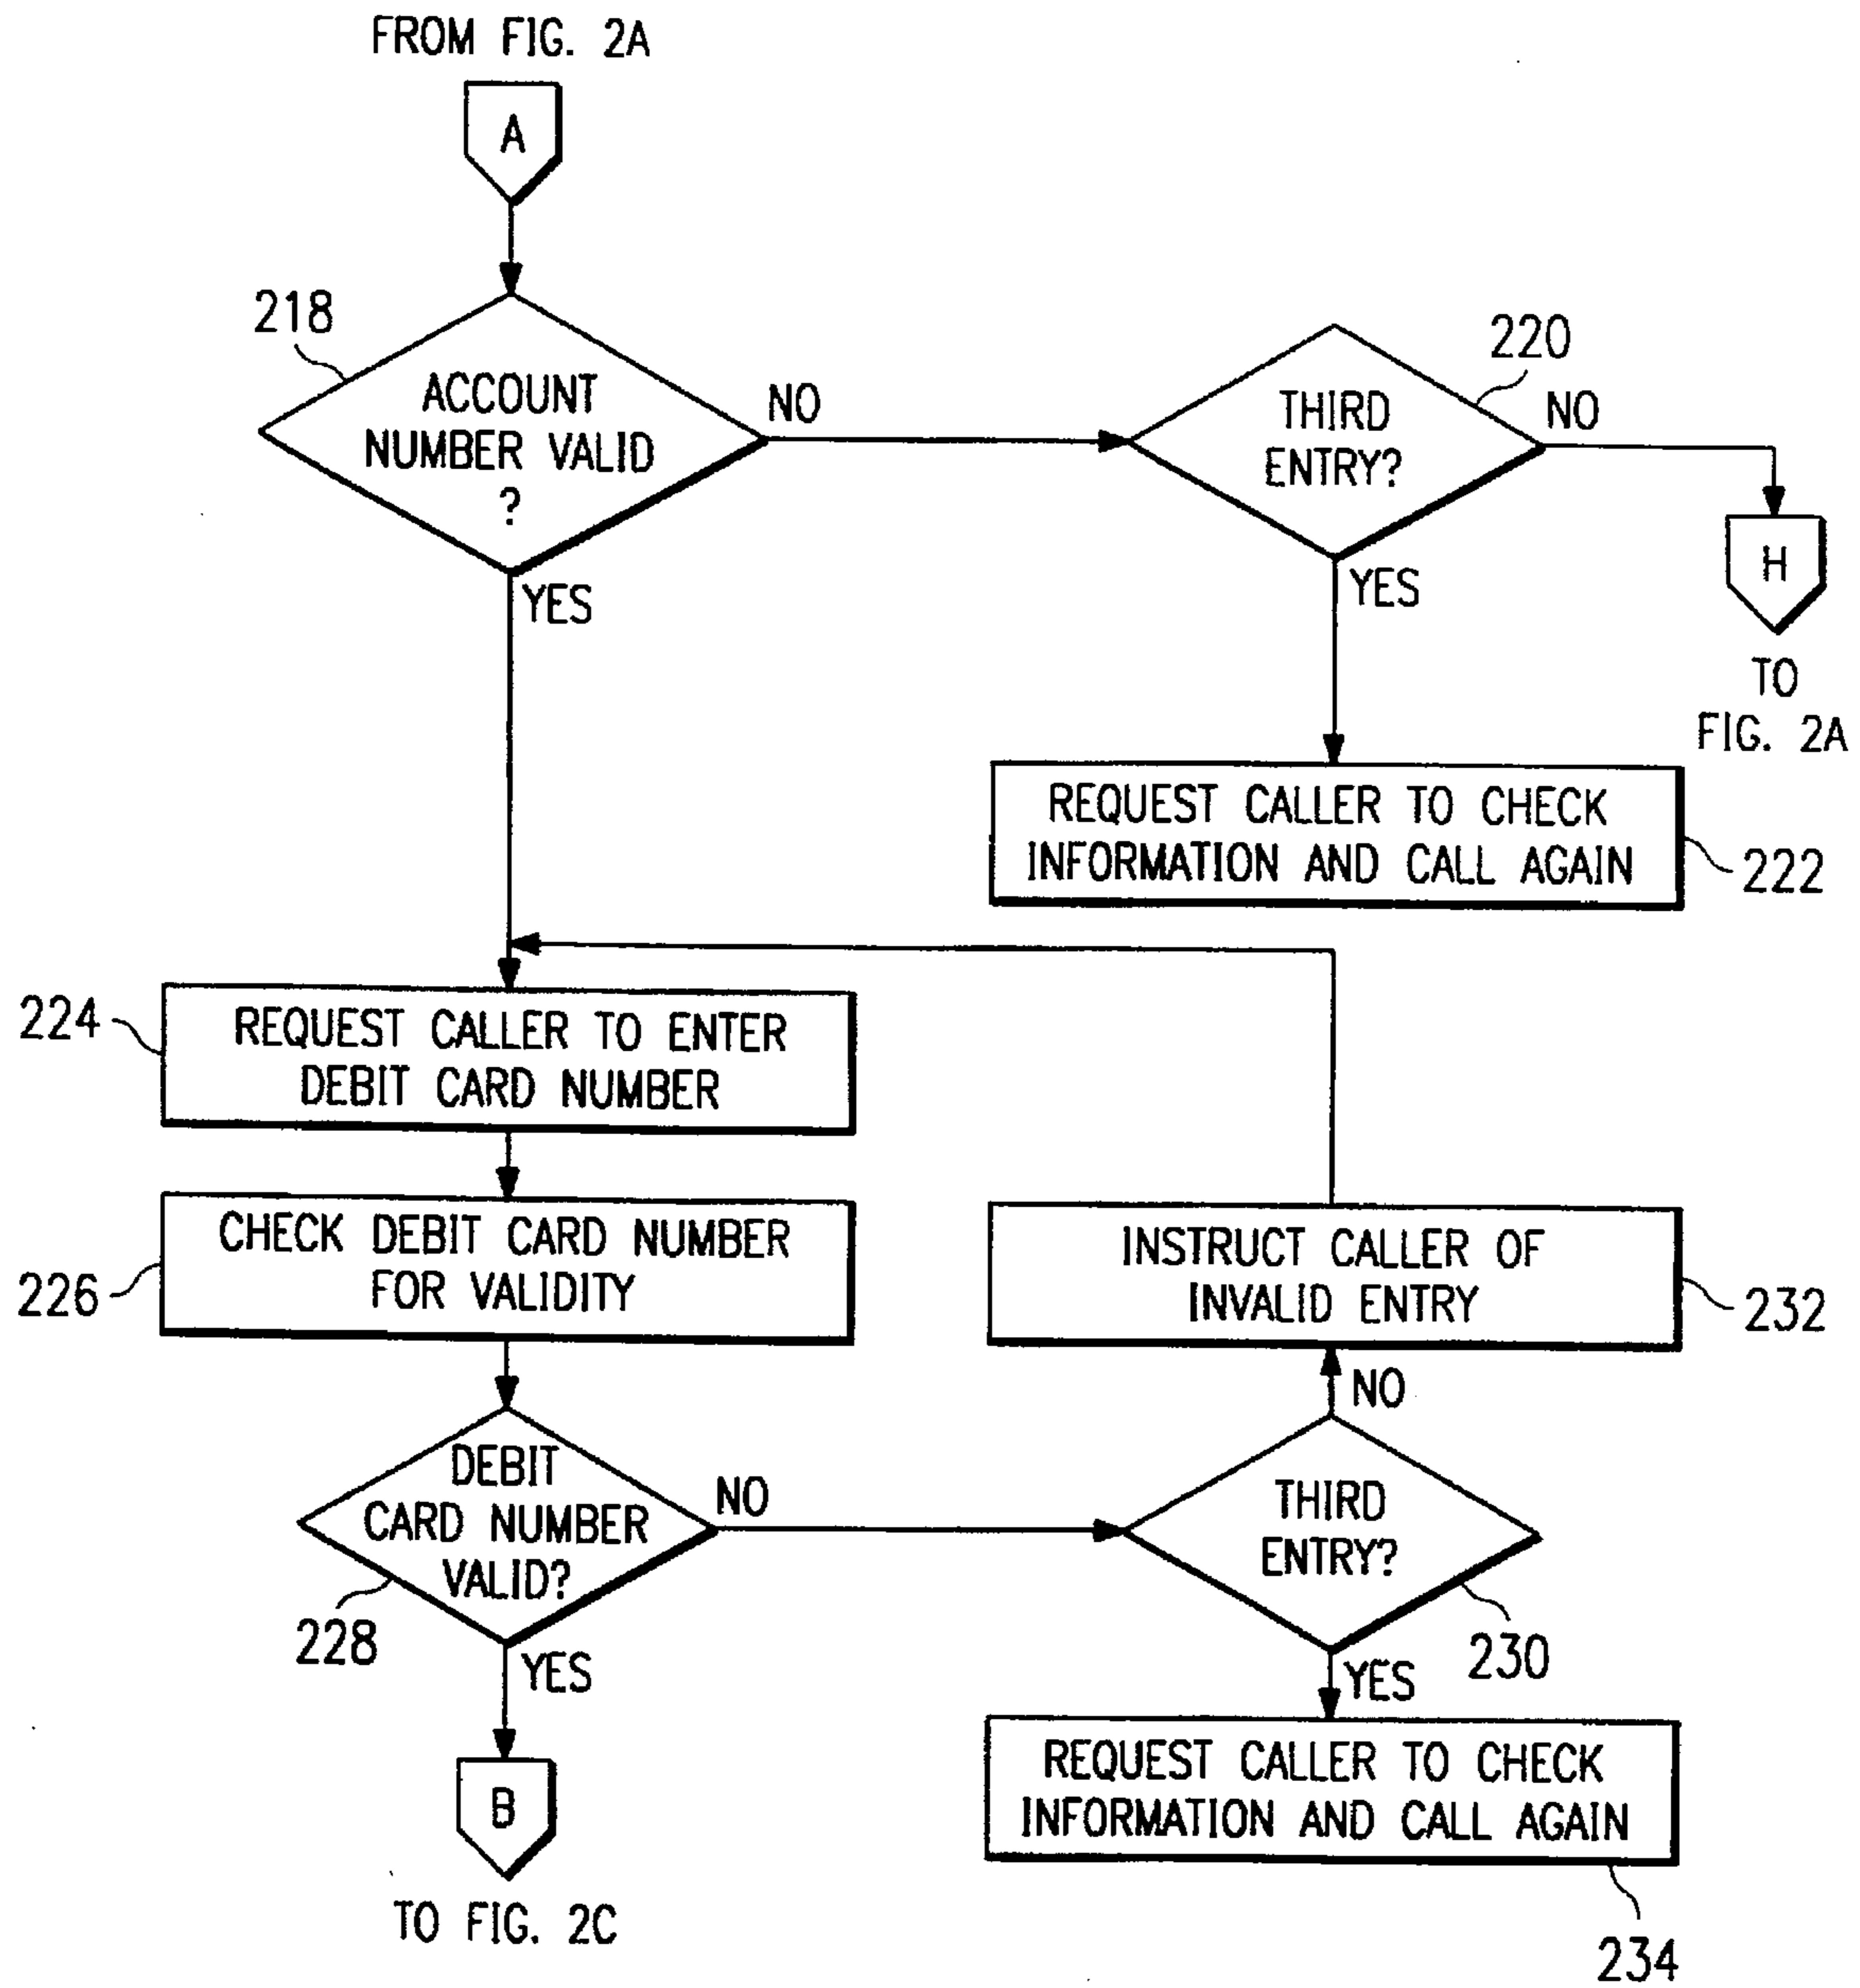 FROM FIG. 2A
A
218
ACCOUNT
NUMBER VALID
?
NO
YES
220
THIRD
ENTRY?
NO
YES
H
TO
FIG. 2A
REQUEST CALLER TO CHECK
INFORMATION AND CALL AGAIN
222
224
REQUEST CALLER TO ENTER
DEBIT CARD NUMBER
226
CHECK DEBIT CARD NUMBER
FOR VALIDITY
INSTRUCT CALLER OF
INVALID ENTRY
232
NO
DEBIT
CARD NUMBER
VALID?
228
NO
YES
THIRD
ENTRY?
230
YES
B
TO FIG. 2C
REQUEST CALLER TO CHECK
INFORMATION AND CALL AGAIN
234